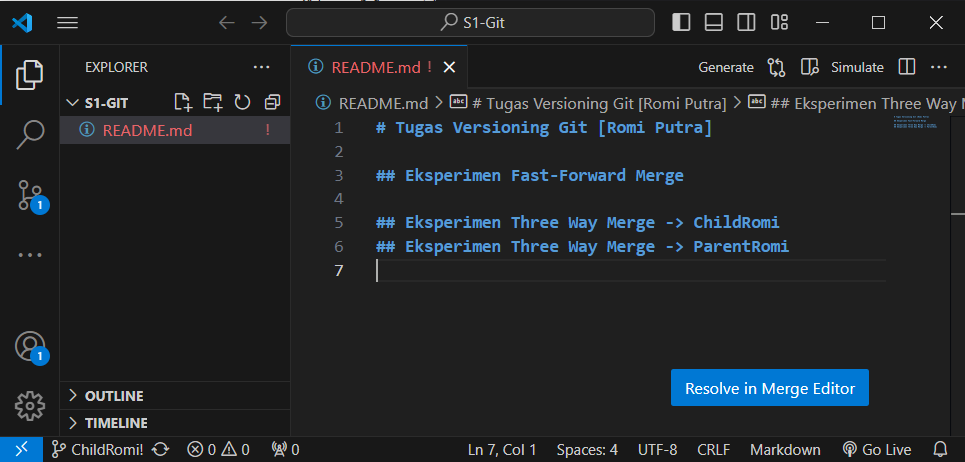 S1-Git
EXPLORER
README.md !
Generate
Simulate
S1-GIT
README.md > # Tugas Versioning Git [Romi Putra] > ## Eksperimen Three Way M
README.md !
1 # Tugas Versioning Git [Romi Putra]
2
3 ## Eksperimen Fast-Forward Merge
4
5 ## Eksperimen Three Way Merge -> ChildRomi
6 ## Eksperimen Three Way Merge -> ParentRomi
7
1
1
Resolve in Merge Editor
OUTLINE
TIMELINE
ChildRomi! 0 0 0 Ln 7, Col 1 Spaces: 4 UTF-8 CRLF Markdown Go Live